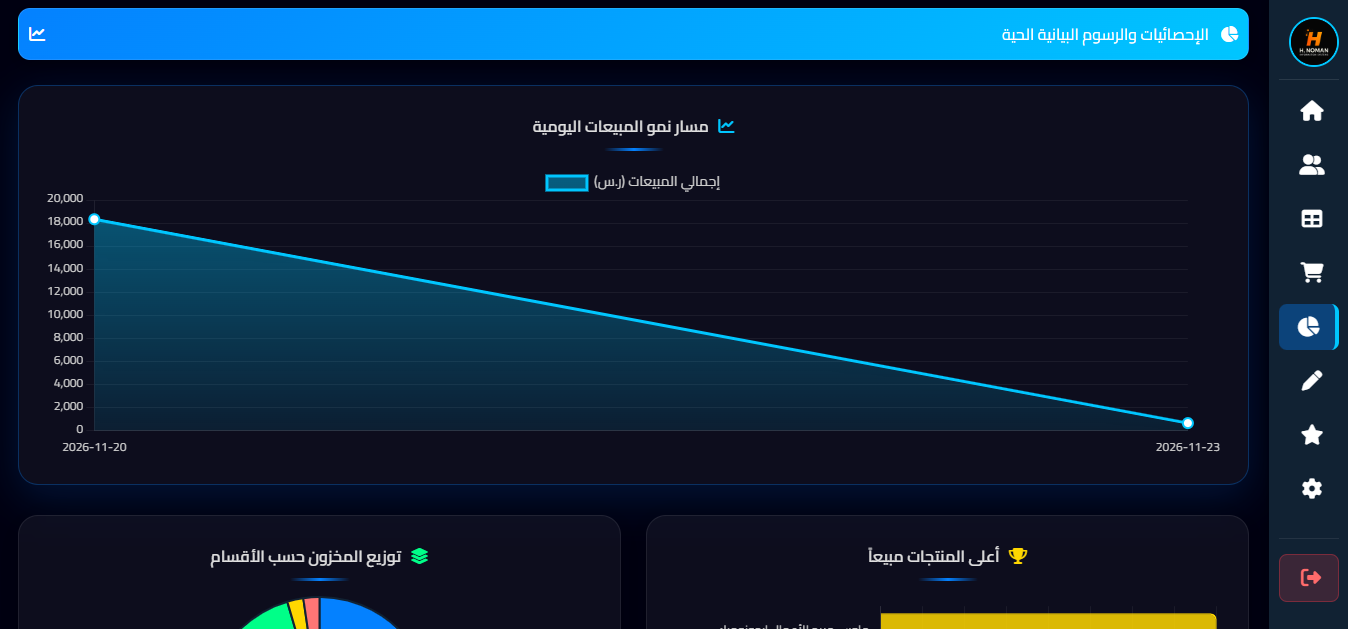 الإحصائيات والرسوم البيانية الحية
H. NOMAN
مسار نمو المبيعات اليومية
إجمالي المبيعات (ر.س)
20,000
18,000
16,000
14,000
12,000
10,000
8,000
6,000
4,000
2,000
0
2026-11-20
2026-11-23
أعلى المنتجات مبيعاً
توزيع المخزون حسب الأقسام